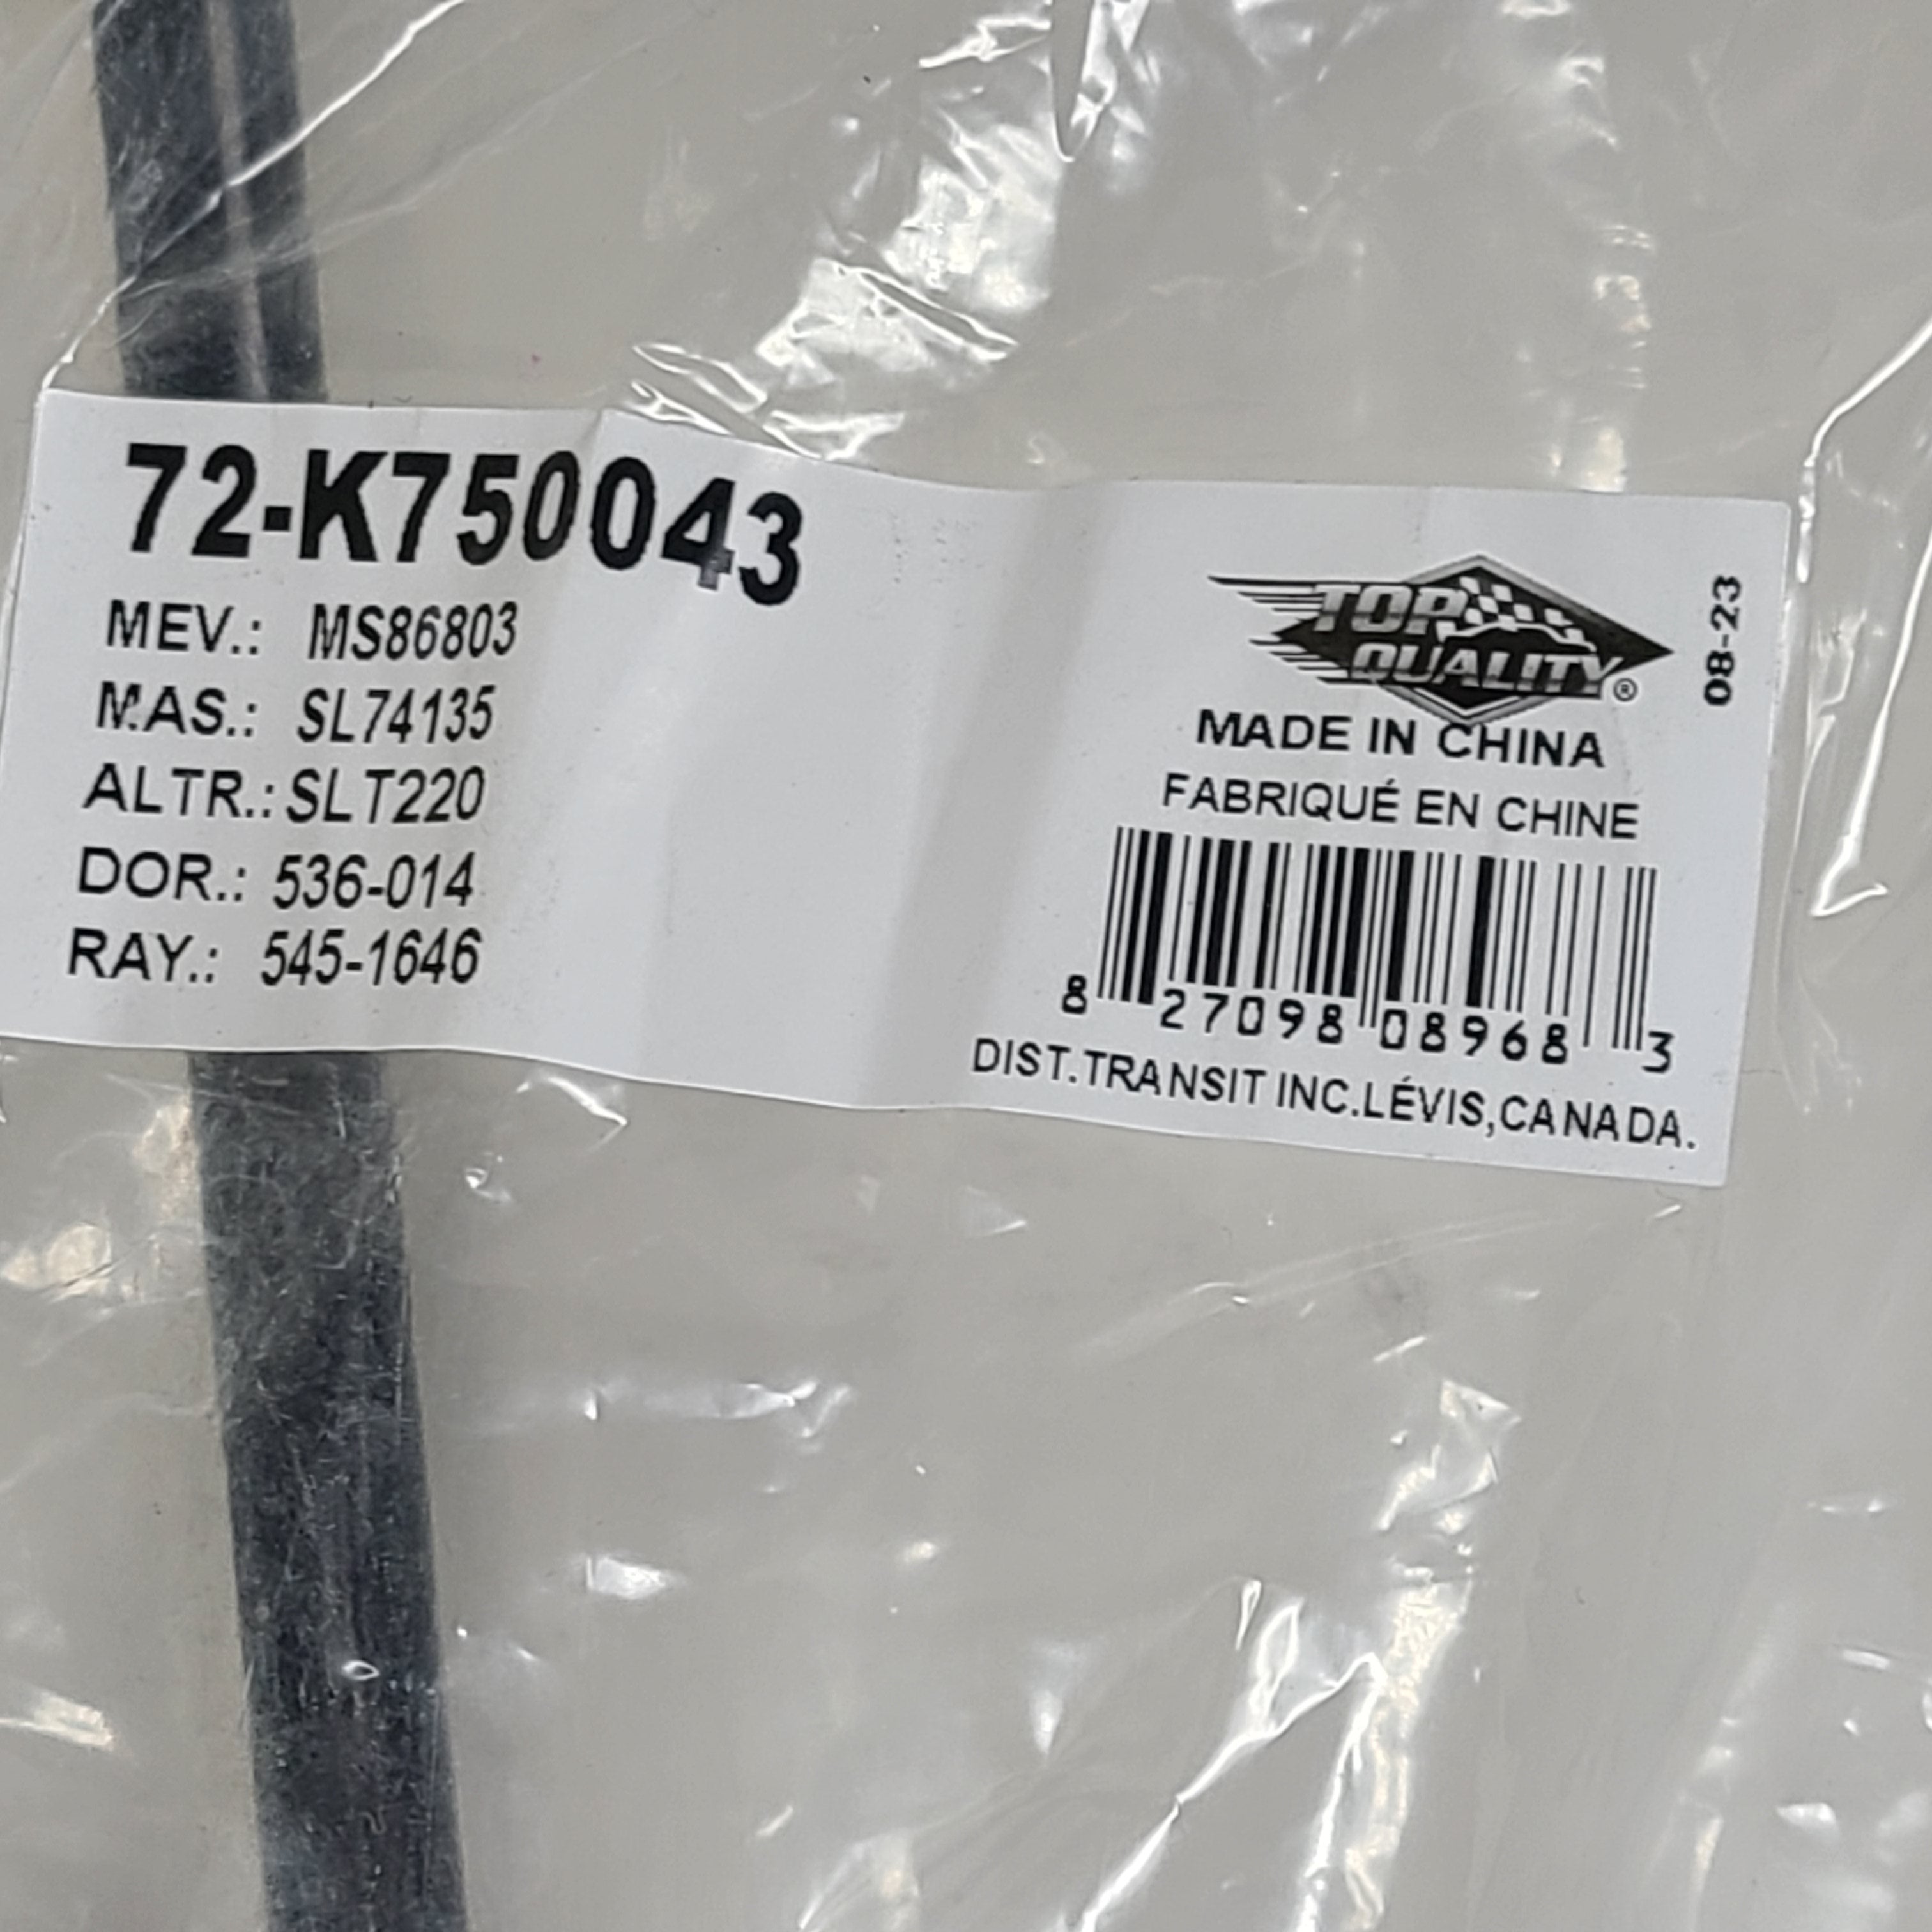 72-K750043
MEV.: MS86803
MAS.: SL74135
ALTR.: SLT220
DOR.: 536-014
RAY.: 545-1646
TOP
QUALITY®
08-23
MADE IN CHINA
FABRIQUÉ EN CHINE
8 27098 08968 3
DIST.TRANSIT INC.LÉVIS,CANADA.